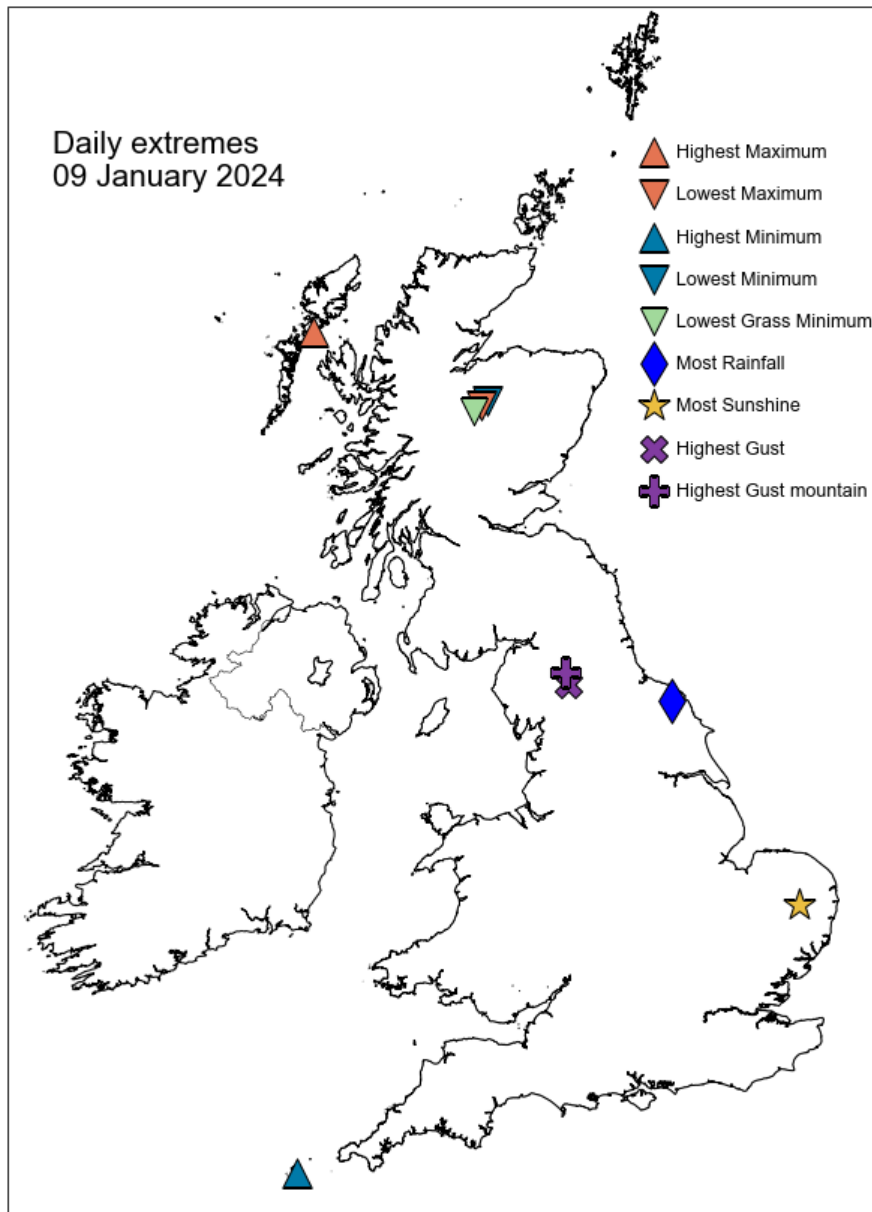 Daily extremes
09 January 2024
Highest Maximum
Lowest Maximum
Highest Minimum
Lowest Minimum
Lowest Grass Minimum
Most Rainfall
Most Sunshine
Highest Gust
Highest Gust mountain